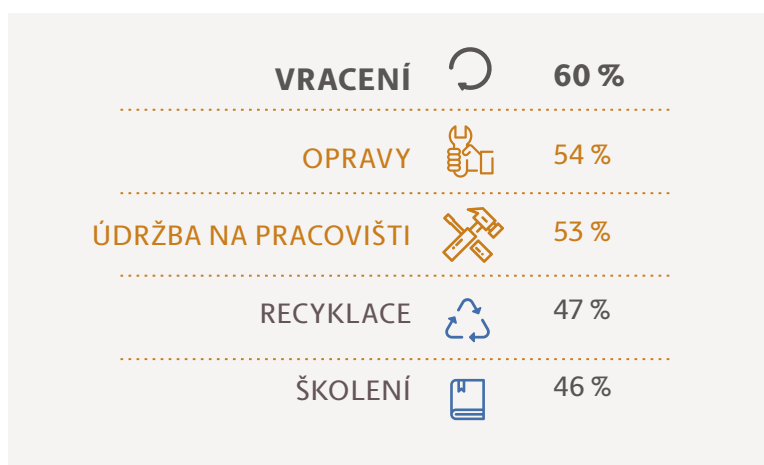 VRACENÍ 60 %
OPRAVY 54 %
ÚDRŽBA NA PRACOVIŠTI 53 %
RECYKLACE 47 %
ŠKOLENÍ 46 %